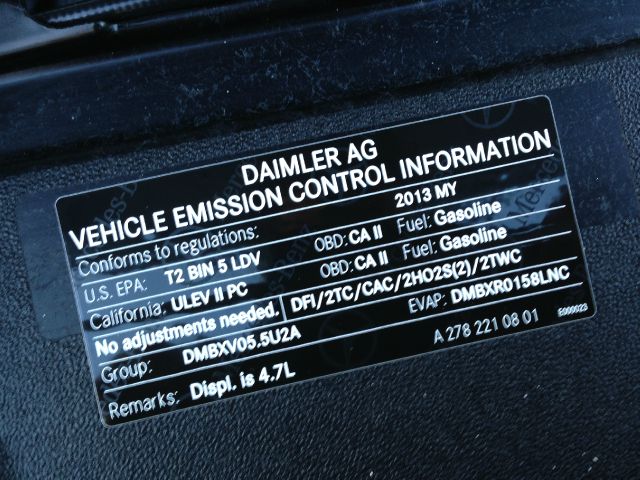 DAIMLER AG
VEHICLE EMISSION CONTROL INFORMATION
Conforms to regulations: 2013 MY
U.S. EPA: T2 BIN 5 LDV OBD: CA II Fuel: Gasoline
California: ULEV II PC OBD: CA II Fuel: Gasoline
No adjustments needed. DFI/2TC/CAC/2HO2S(2)/2TWC
Group: DMBXV05.5U2A EVAP: DMBXR0158LNC
Remarks: Displ. is 4.7L A 278 221 08 01 E000023